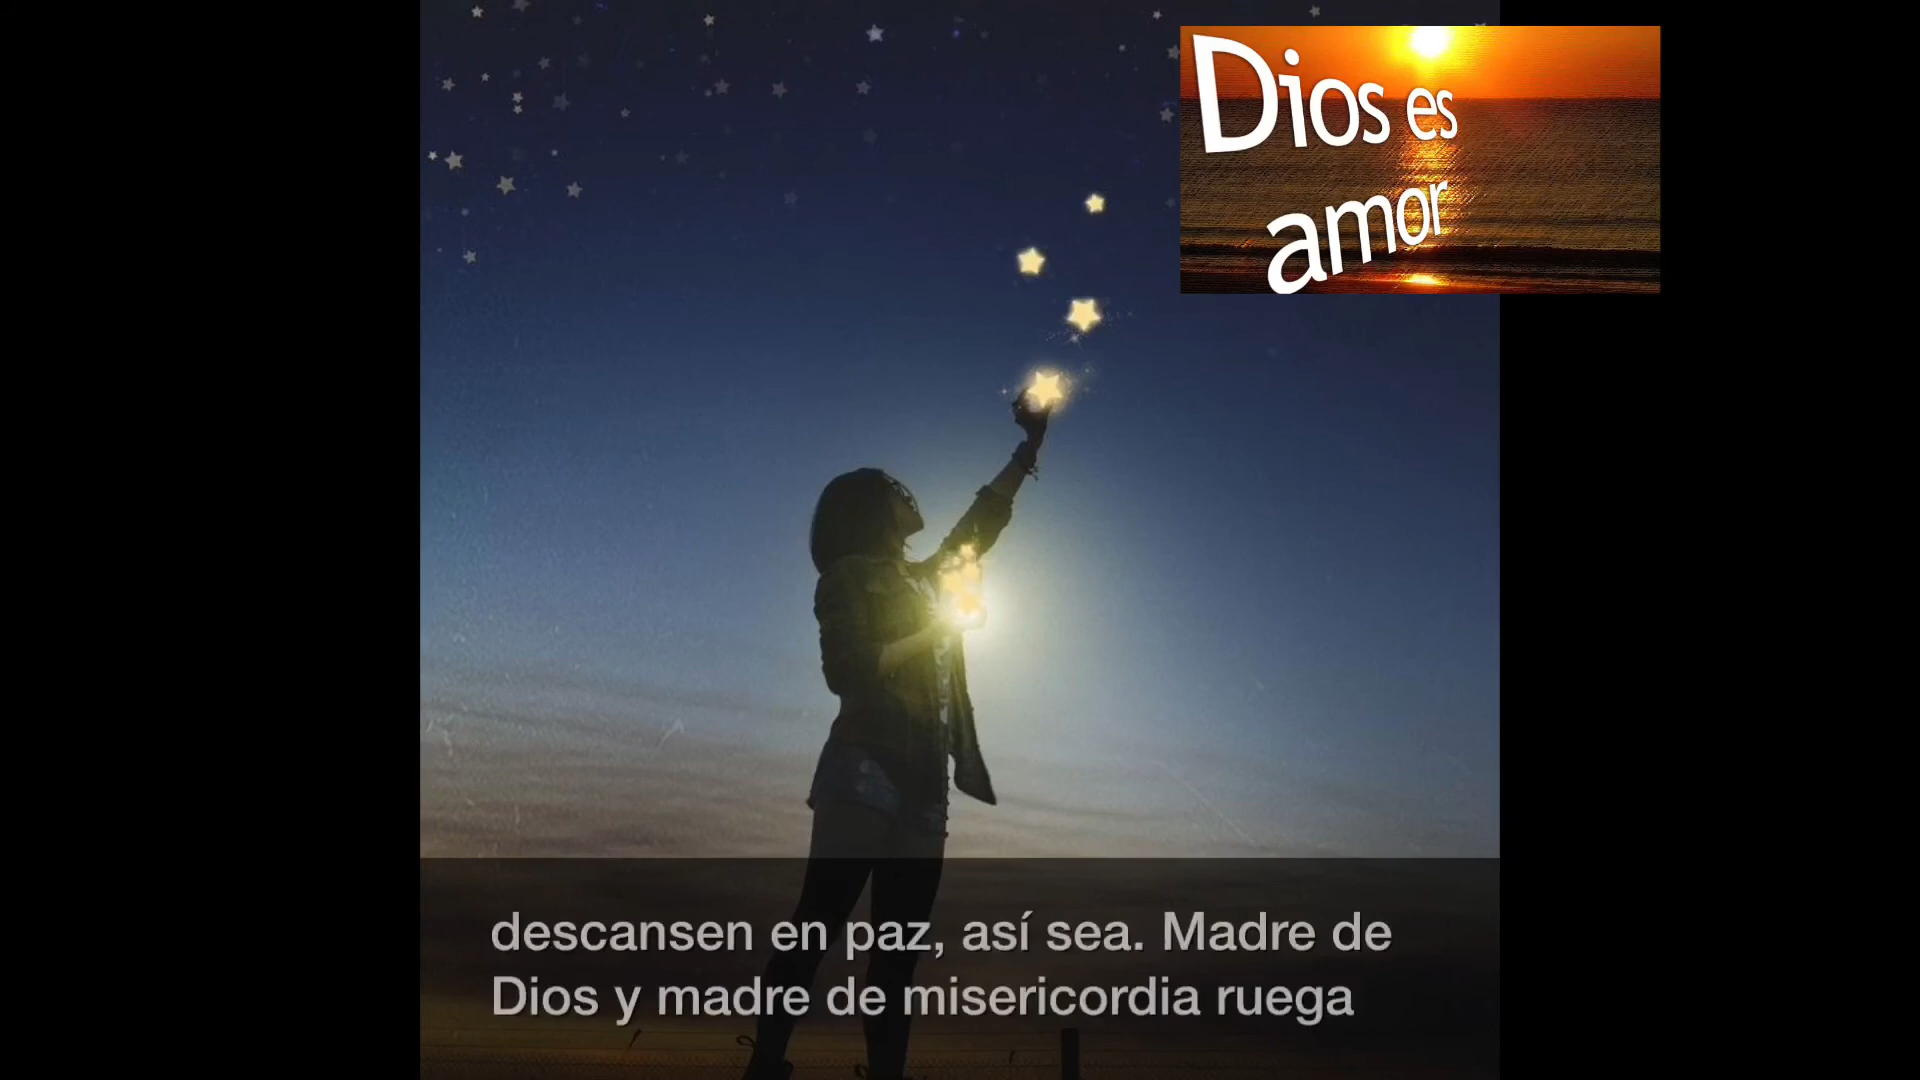 Dios es
amor
descansen en paz, así sea. Madre de
Dios y madre de misericordia ruega